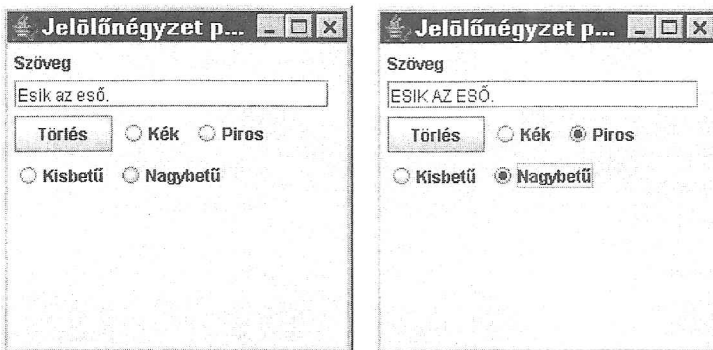 Jelölőnégyzet p...
Szöveg
Esik az eső.
Törlés Kék Piros
Kisbetű Nagybetű
Jelölőnégyzet p...
Szöveg
ESIK AZ ESŐ.
Törlés Kék Piros
Kisbetű Nagybetű